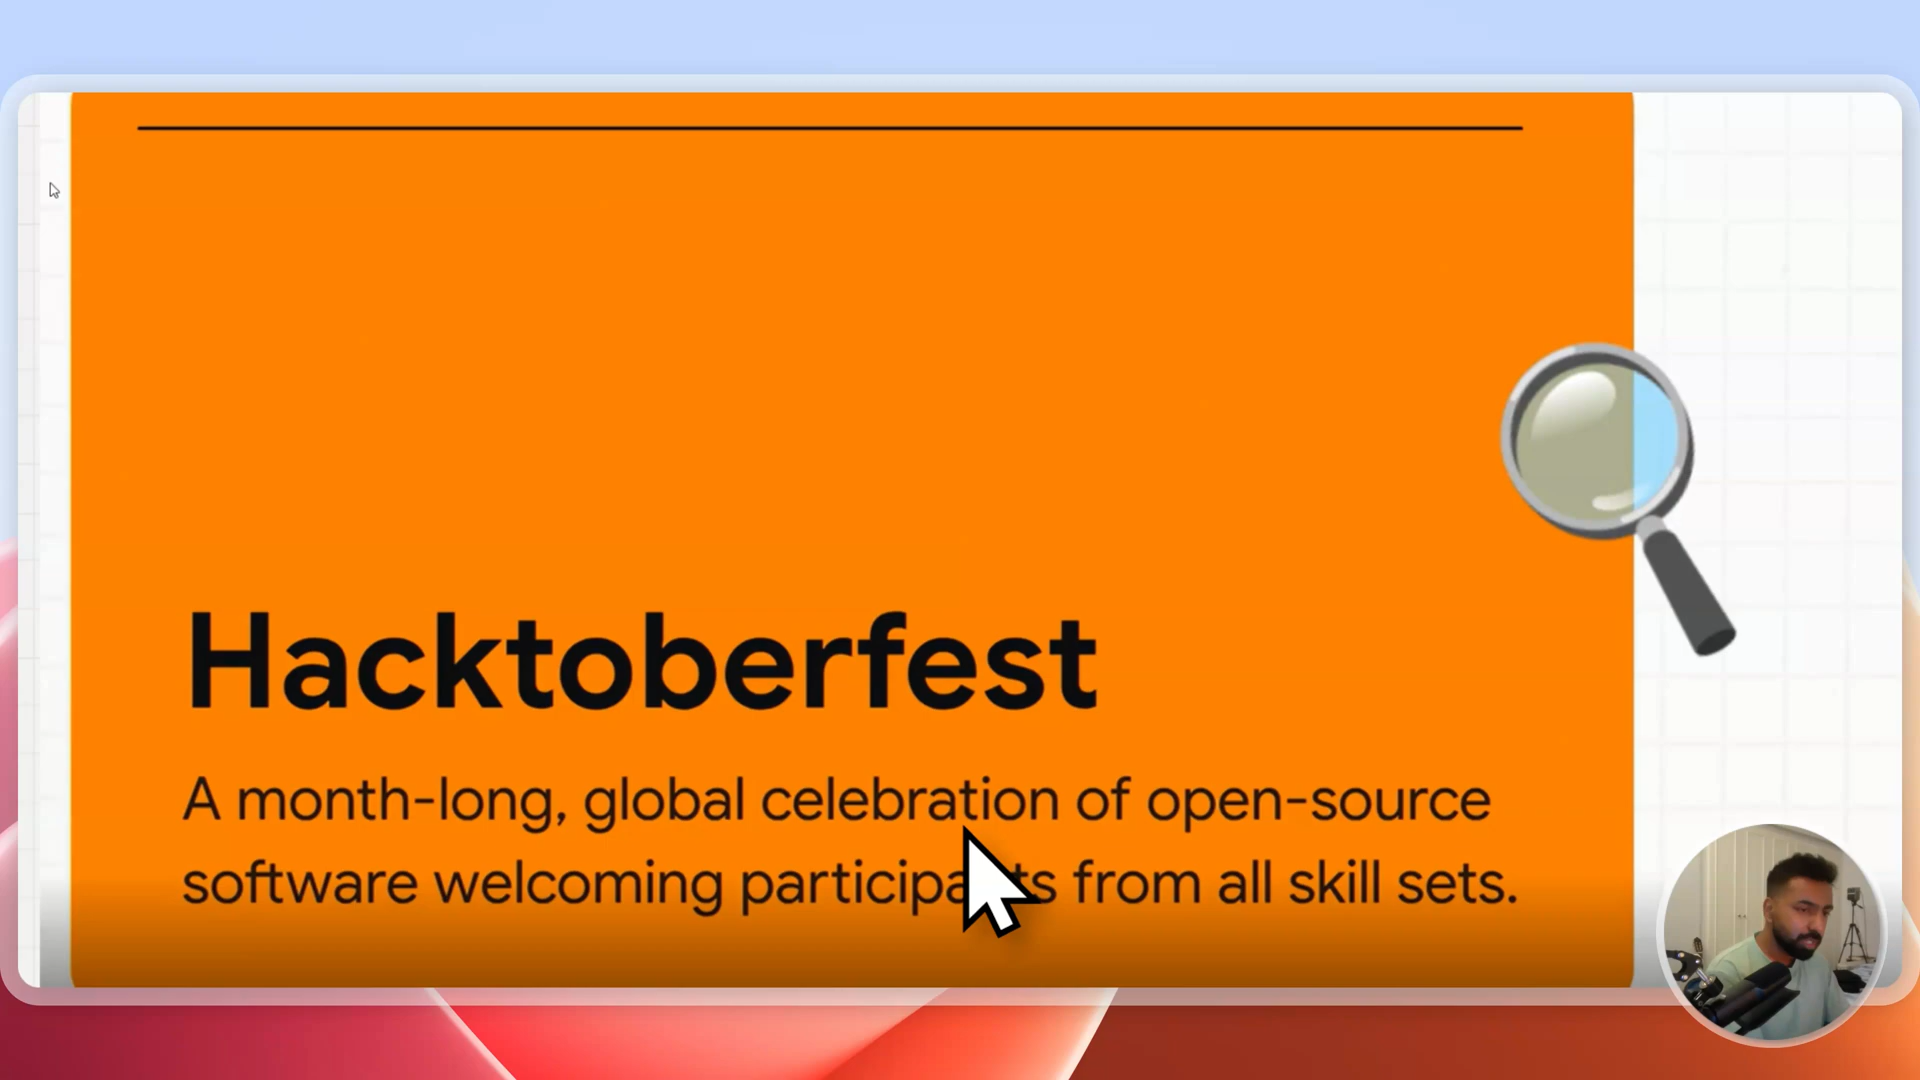 Hacktoberfest
A month-long, global celebration of open-source
software welcoming participants from all skill sets.